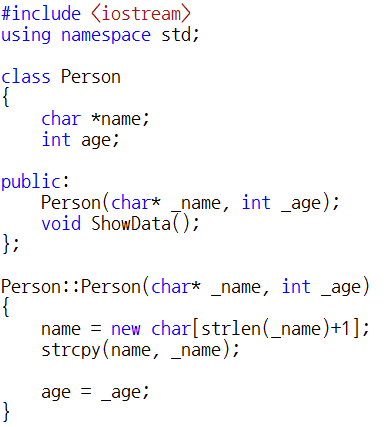 #include <iostream>
using namespace std;

class Person
{
    char *name;
    int age;

public:
    Person(char* _name, int _age);
    void ShowData();
};

Person::Person(char* _name, int _age)
{
    name = new char[strlen(_name)+1];
    strcpy(name, _name);

    age = _age;
}